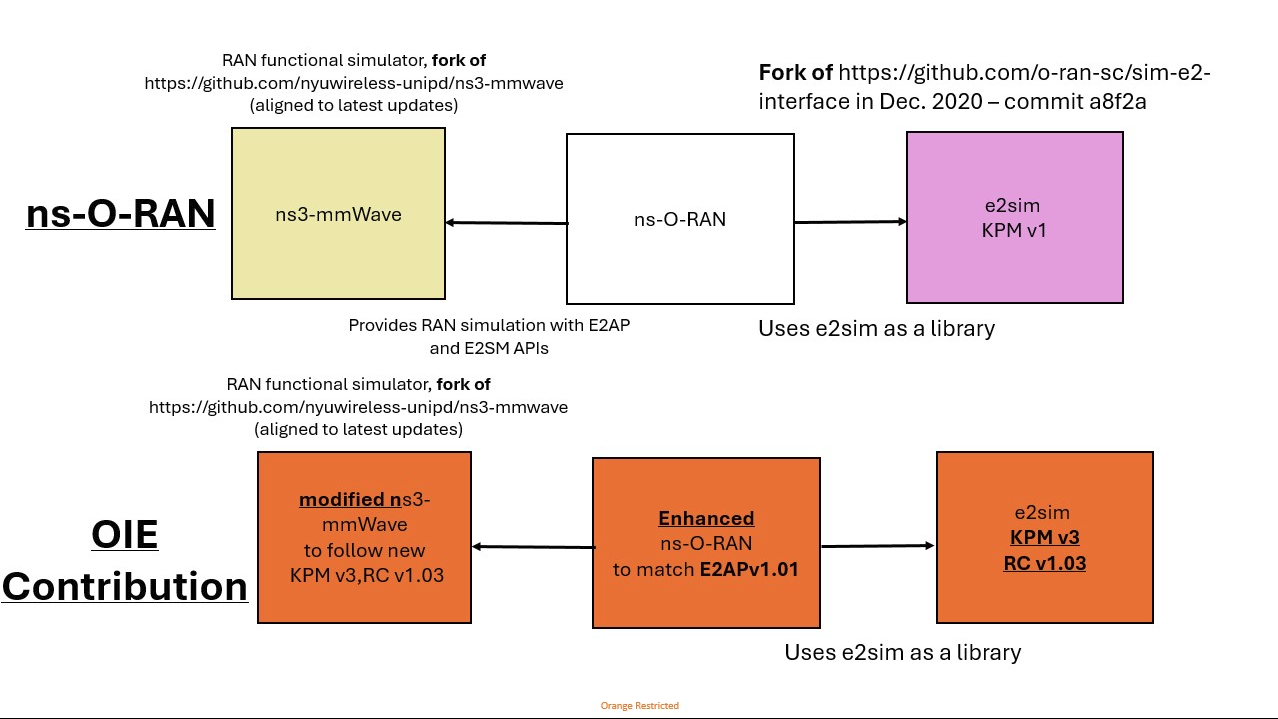 RAN functional simulator, fork of
https://github.com/nyuwireless-unipd/ns3-mmwave
(aligned to latest updates)
Fork of https://github.com/o-ran-sc/sim-e2-
interface in Dec. 2020 – commit a8f2a
ns-O-RAN
ns3-mmWave
ns-O-RAN
e2sim
KPM v1
Provides RAN simulation with E2AP
and E2SM APIs
Uses e2sim as a library
RAN functional simulator, fork of
https://github.com/nyuwireless-unipd/ns3-mmwave
(aligned to latest updates)
OIE
Contribution
modified ns3-
mmWave
to follow new
KPM v3,RC v1.03
Enhanced
ns-O-RAN
to match E2APv1.01
e2sim
KPM v3
RC v1.03
Uses e2sim as a library
Orange Restricted